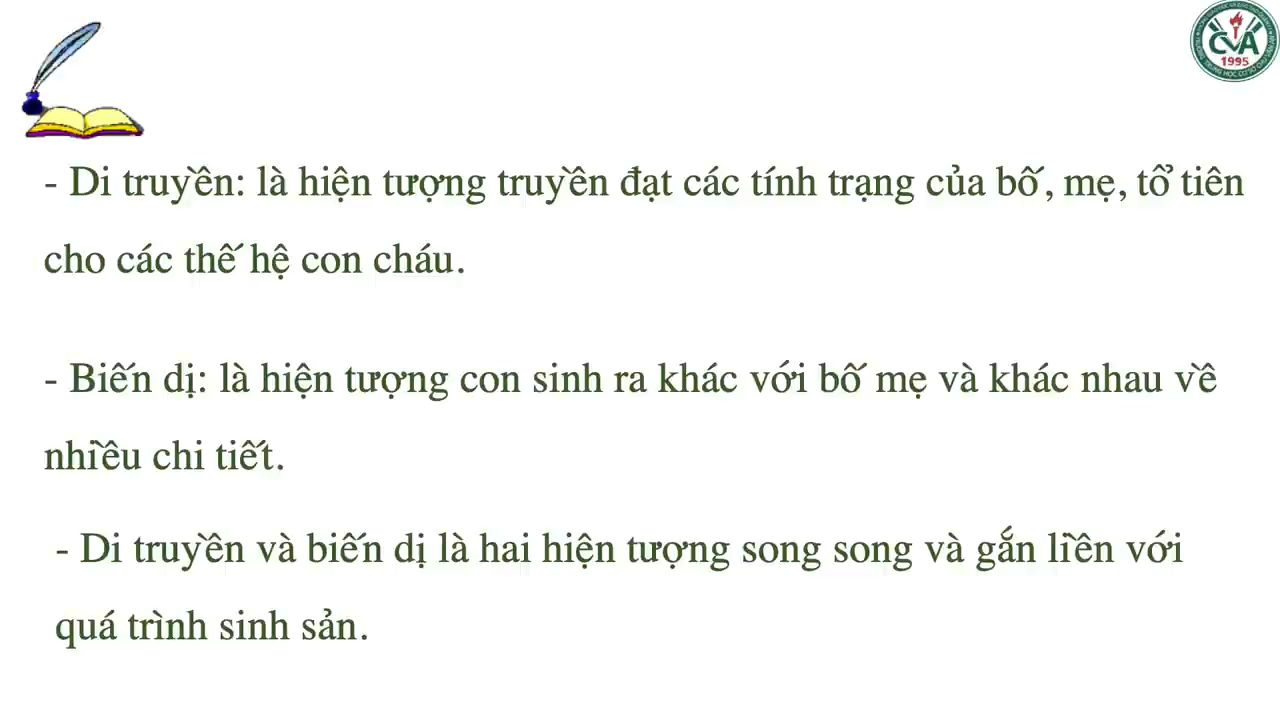 CVA
1995
- Di truyền: là hiện tượng truyền đạt các tính trạng của bố, mẹ, tổ tiên
cho các thế hệ con cháu.
- Biến dị: là hiện tượng con sinh ra khác với bố mẹ và khác nhau về
nhiều chi tiết.
- Di truyền và biến dị là hai hiện tượng song song và gắn liền với
quá trình sinh sản.